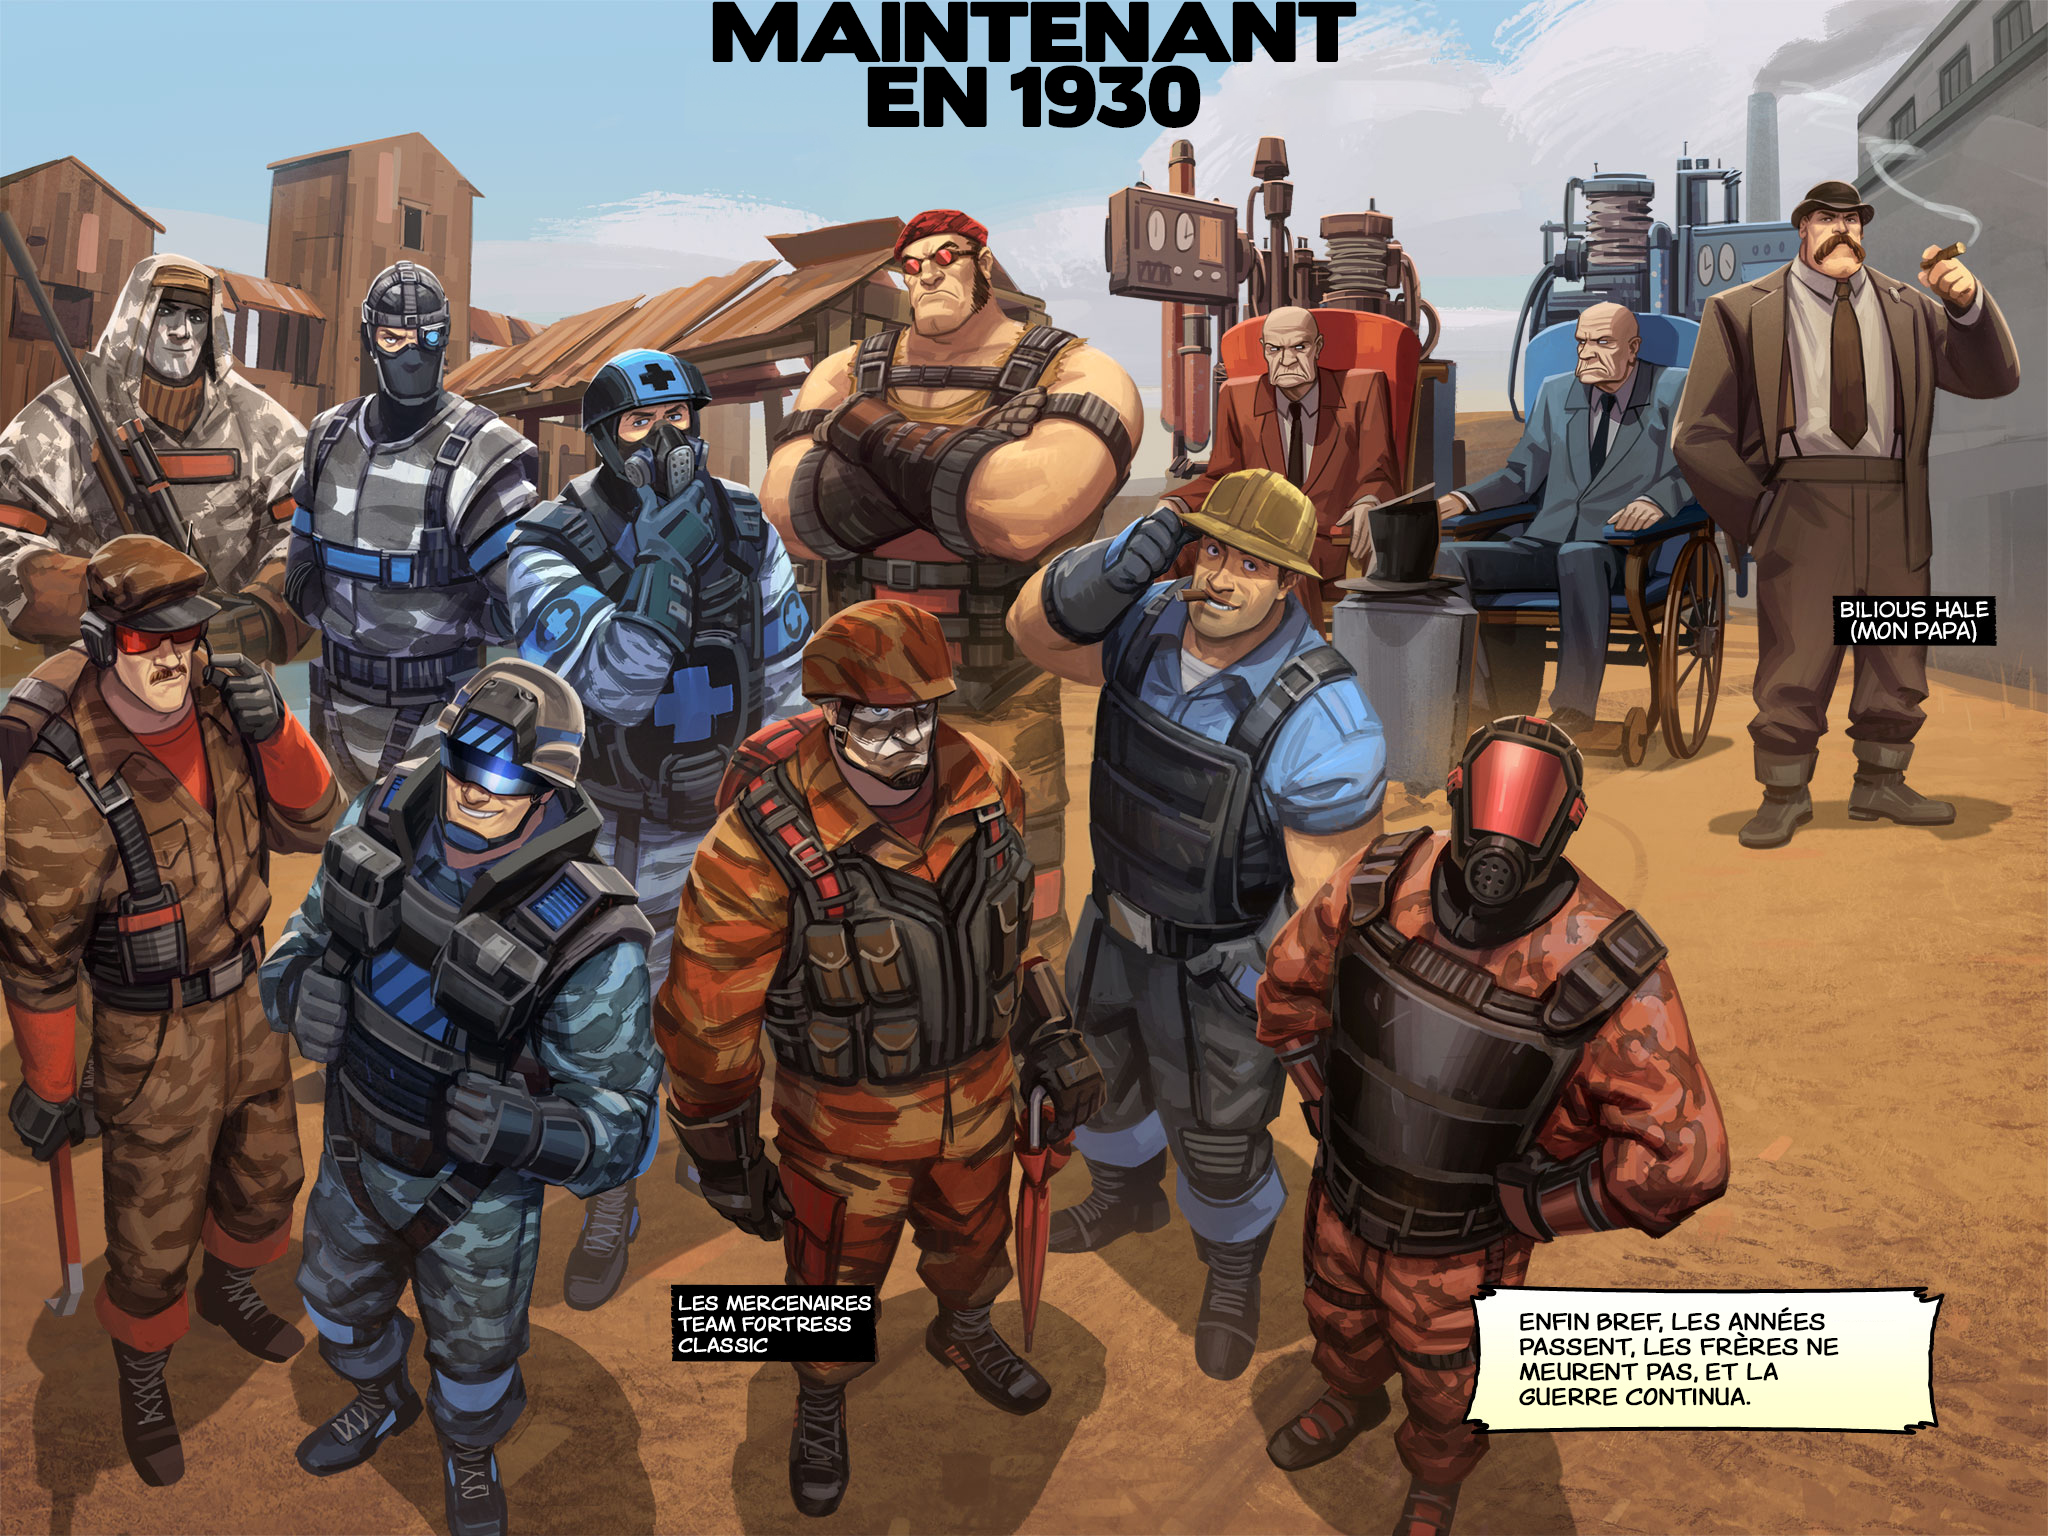 MAINTENANT
EN 1930
BILIOUS HALE
(MON PAPA)
LES MERCENAIRES
TEAM FORTRESS
CLASSIC
ENFIN BREF, LES ANNÉES
PASSENT, LES FRÈRES NE
MEURENT PAS, ET LA
GUERRE CONTINUA.